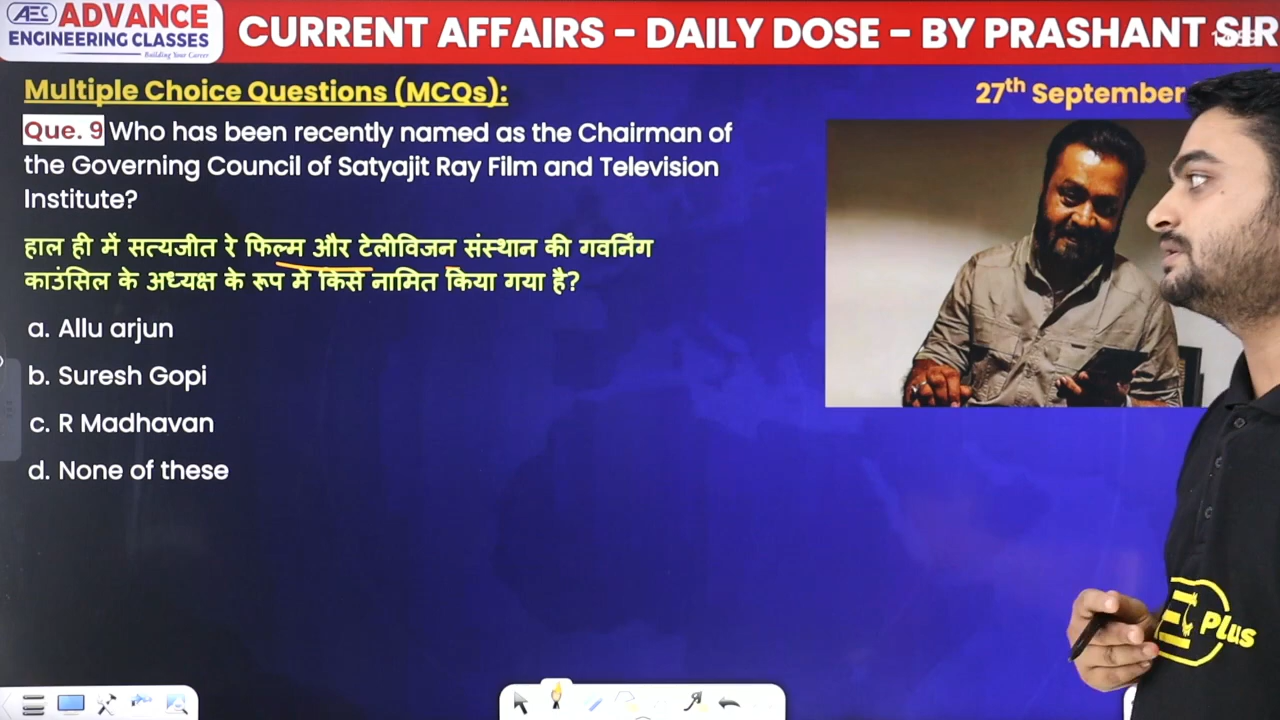 AEC ADVANCE
ENGINEERING CLASSES
Building Your Career
CURRENT AFFAIRS - DAILY DOSE - BY PRASHANT SIR
Multiple Choice Questions (MCQs):
27th September
Que. 9 Who has been recently named as the Chairman of
the Governing Council of Satyajit Ray Film and Television
Institute?
हाल ही में सत्यजीत रे फिल्म और टेलीविजन संस्थान की गवर्निंग
काउंसिल के अध्यक्ष के रूप में किसे नामित किया गया है?
a. Allu arjun
b. Suresh Gopi
c. R Madhavan
d. None of these
E Plus